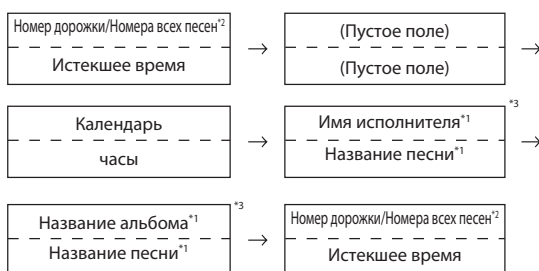 Номер дорожки/Номера всех песен*2
Истекшее время
(Пустое поле)
(Пустое поле)
Календарь
часы
Имя исполнителя*1
Название песни*1
*3
Название альбома*1
Название песни*1
*3
Номер дорожки/Номера всех песен*2
Истекшее время